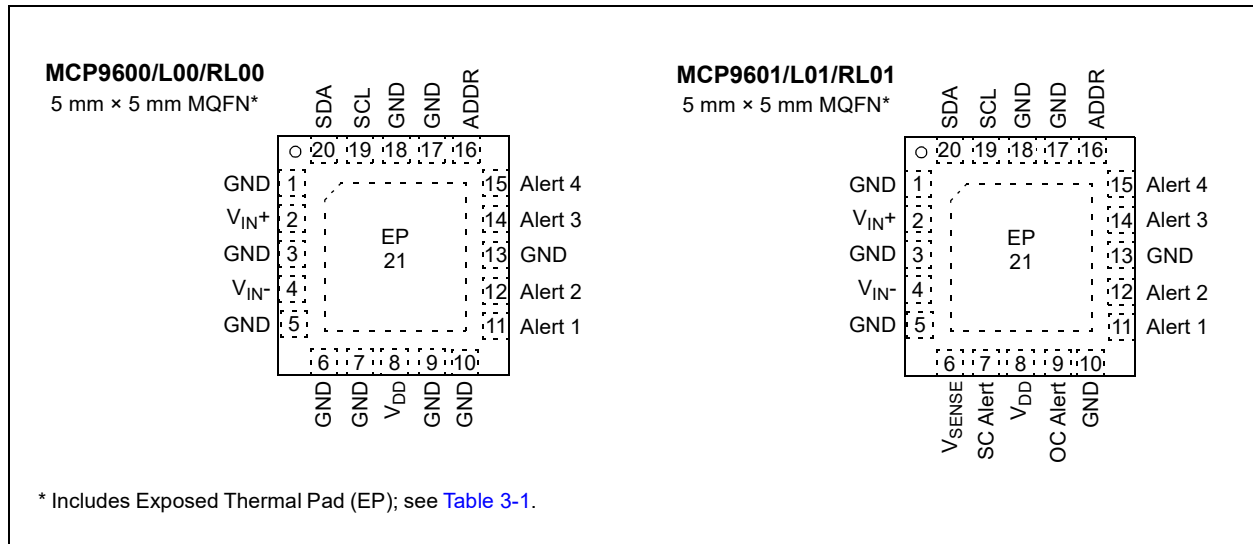 MCP9600/L00/RL00
5 mm × 5 mm MQFN*
SDA
SCL
GND
GND
ADDR
20 19 18 17 16
GND 1
VIN+ 2
GND 3
VIN- 4
GND 5
EP
21
15 Alert 4
14 Alert 3
13 GND
12 Alert 2
11 Alert 1
6 7 8 9 10
GND
GND
VDD
GND
GND
MCP9601/L01/RL01
5 mm × 5 mm MQFN*
SDA
SCL
GND
GND
ADDR
20 19 18 17 16
GND 1
VIN+ 2
GND 3
VIN- 4
GND 5
EP
21
15 Alert 4
14 Alert 3
13 GND
12 Alert 2
11 Alert 1
6 7 8 9 10
VSENSE
SC Alert
VDD
OC Alert
GND
* Includes Exposed Thermal Pad (EP); see Table 3-1.